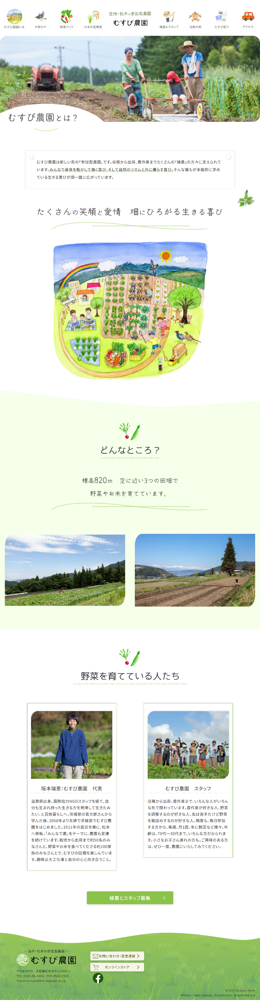 むすび農園とは
お知らせ
野菜セット
お米の定期便
信州・松本の参加型農園
むすび農園
縁農&スタッフ
活動の鳴
むすび便り
アクセス
むすび農園とは？
むすび農園は新しい形の「参加型農園」です。収穫から出荷、農作業までたくさんの「縁農」の方々に支えられて
います。みんなで身体を動かして働く喜び、そして自然のリズムと共に暮らす喜び。そんな誰もが本能的に求め
ている生きる喜びが畑一面に広がっています。
PAGE TOP
たくさんの笑顔と愛情　畑にひろがる生きる喜び
どんなところ？
標高820m　空に近い3つの田畑で
野菜やお米を育てています。
野菜を育てている人たち
阪本瑞恵：むすび農園　代表
滋賀県出身。国際協力NGOスタッフを経て、自
分も生まれ持った生きる力を発揮して生きたみ
たい、と百姓暮らしへ。茨城県の筧次郎さんから
学んだ後、2008年より夫婦で茨城県でむすび農
園をはじめました。2011年の震災を機に、松本
へ移転。「みんなで農」をテーマに、農園も変遷
を続けています。栽培から出荷まで約50名のみ
なさんと、野菜やお米を食べてくださる約100家
族のみなさんとで、むすびの田畑を楽しんでいま
す。趣味は大工仕事と自分の心と向き合うこと。
むすび農園　スタッフ
収穫から出荷、農作業まで、いろんな人がいろん
な形で関わっています。農作業が好きな人、野菜
を調整するのが好きな人、虫は苦手だけど野菜
を箱詰めするのが好きな人。頻度も、毎日参加
する方から、毎週、月1回、年に数回など様々。年
齢は、70代〜30代まで、いろんな方がおられま
す。小さなお子さん連れの方も。ご興味のある方
は、ぜひ一度、農園にいらしてみてください。
縁農とスタッフ募集
-- 信州・松本の参加型農園 --
むすび農園
〒390-0823　長野県松本市中山3504-2
TEL:0263-58-5086／070-5580-2520
Email:musubi@kni.biglobe.ne.jp
お問い合わせ・変更連絡
オンラインストア
©2021 Musubi Farm
Photos: Tami Camera, Illustrations: Naomi Mizuno